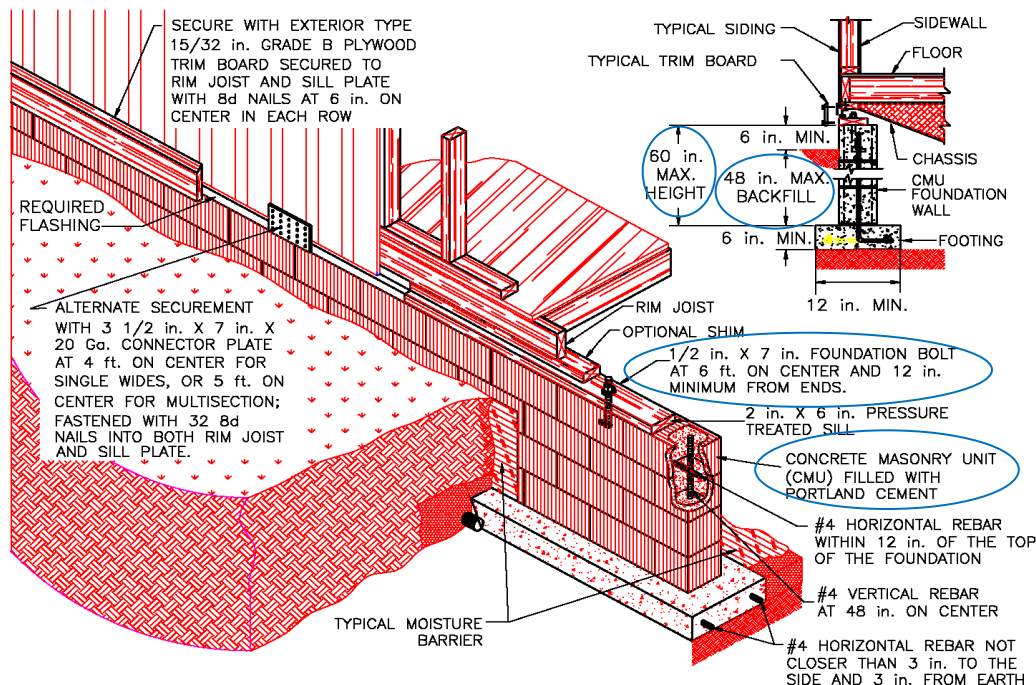 SECURE WITH EXTERIOR TYPE
15/32 in. GRADE B PLYWOOD
TRIM BOARD SECURED TO
RIM JOIST AND SILL PLATE
WITH 8d NAILS AT 6 in. ON
CENTER IN EACH ROW
TYPICAL SIDING
SIDEWALL
FLOOR
TYPICAL TRIM BOARD
6 in. MIN.
60 in.
MAX.
HEIGHT
48 in. MAX.
BACKFILL
CHASSIS
CMU
FOUNDATION
WALL
6 in. MIN.
FOOTING
12 in. MIN.
REQUIRED
FLASHING
ALTERNATE SECUREMENT
WITH 3 1/2 in. X 7 in. X
20 Ga. CONNECTOR PLATE
AT 4 ft. ON CENTER FOR
SINGLE WIDES, OR 5 ft. ON
CENTER FOR MULTISECTION;
FASTENED WITH 32 8d
NAILS INTO BOTH RIM JOIST
AND SILL PLATE.
RIM JOIST
OPTIONAL SHIM
1/2 in. X 7 in. FOUNDATION BOLT
AT 6 ft. ON CENTER AND 12 in.
MINIMUM FROM ENDS.
2 in. X 6 in. PRESSURE
TREATED SILL
CONCRETE MASONRY UNIT
(CMU) FILLED WITH
PORTLAND CEMENT
#4 HORIZONTAL REBAR
WITHIN 12 in. OF THE TOP
OF THE FOUNDATION
#4 VERTICAL REBAR
AT 48 in. ON CENTER
TYPICAL MOISTURE
BARRIER
#4 HORIZONTAL REBAR NOT
CLOSER THAN 3 in. TO THE
SIDE AND 3 in. FROM EARTH